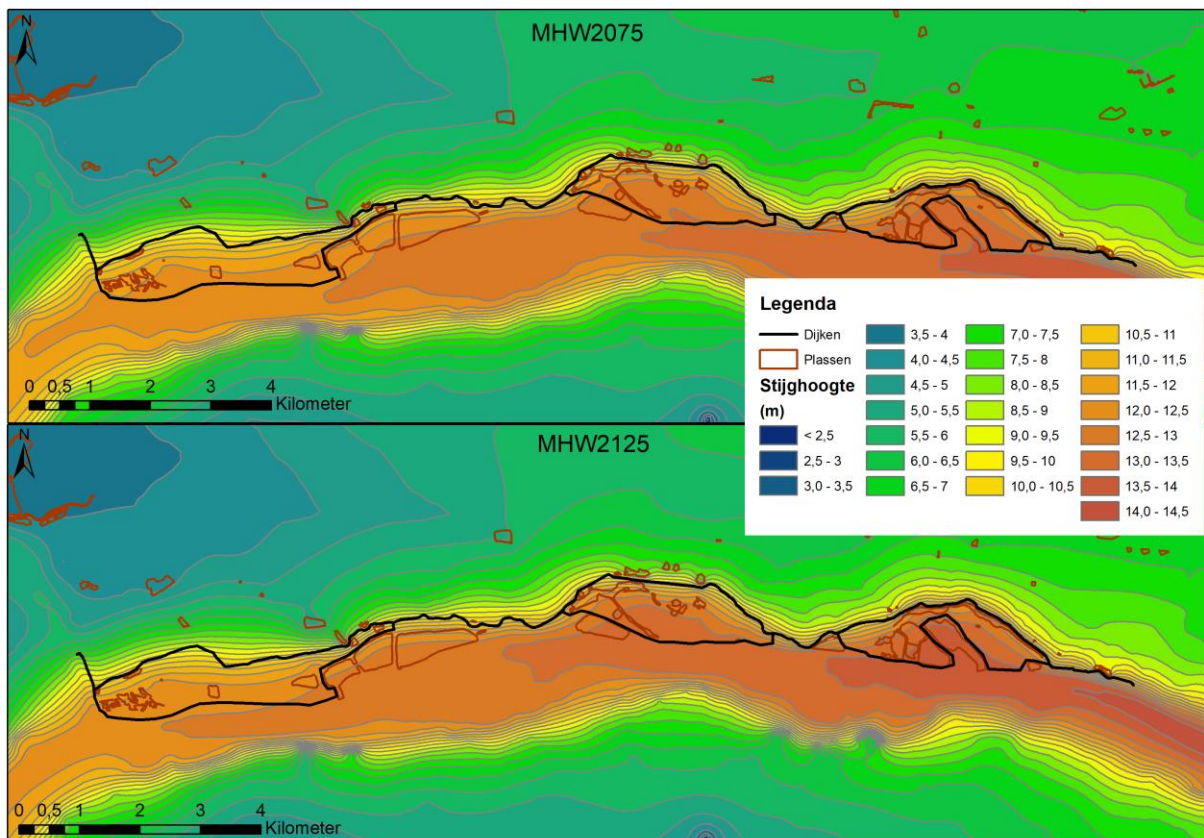 MHW2075
N
0 0,5 1 2 3 4
Kilometer
Legenda
Dijken
Plassen
Stijghoogte
(m)
< 2,5
2,5 - 3
3,0 - 3,5
3,5 - 4
4,0 - 4,5
4,5 - 5
5,0 - 5,5
5,5 - 6
6,0 - 6,5
6,5 - 7
7,0 - 7,5
7,5 - 8
8,0 - 8,5
8,5 - 9
9,0 - 9,5
9,5 - 10
10,0 - 10,5
10,5 - 11
11,0 - 11,5
11,5 - 12
12,0 - 12,5
12,5 - 13
13,0 - 13,5
13,5 - 14
14,0 - 14,5
MHW2125
N
0 0,5 1 2 3 4
Kilometer